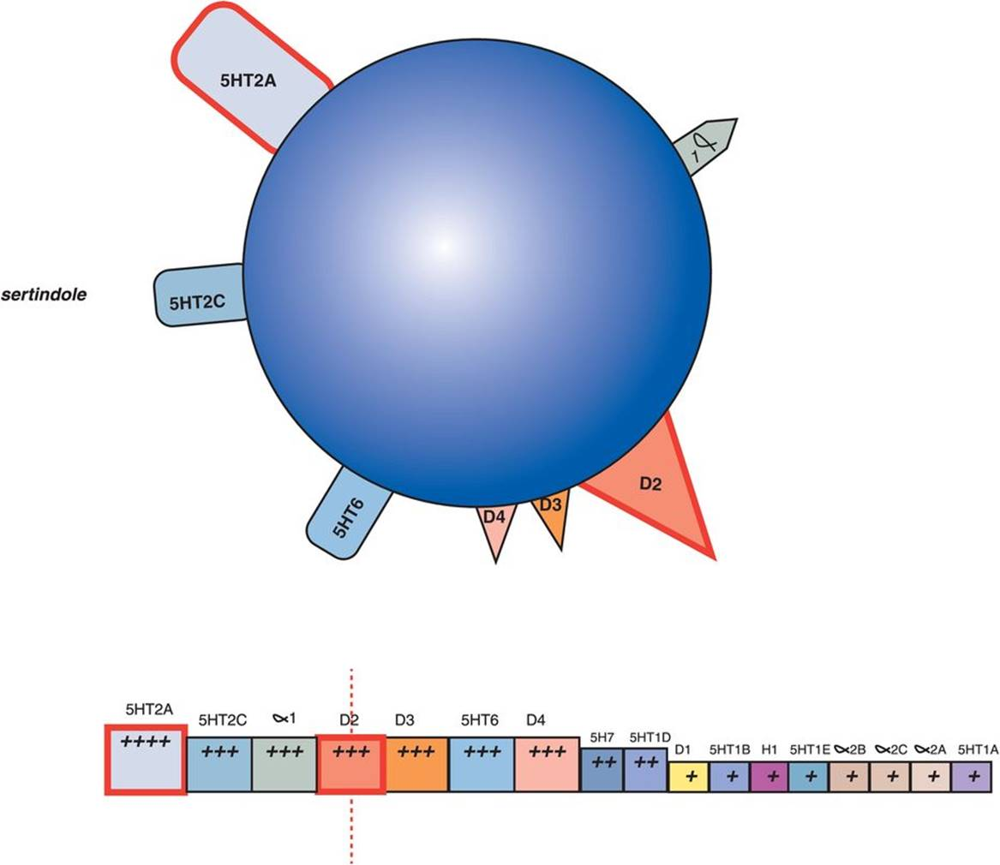 5HT2A
α1
sertindole
5HT2C
5HT6
D4
D3
D2
5HT2A 5HT2C α1 D2 D3 5HT6 D4 5H7 5HT1D D1 5HT1B H1 5HT1E α2B α2C α2A 5HT1A
++++ +++ +++ +++ +++ +++ +++ ++ ++ + + + + + + + +